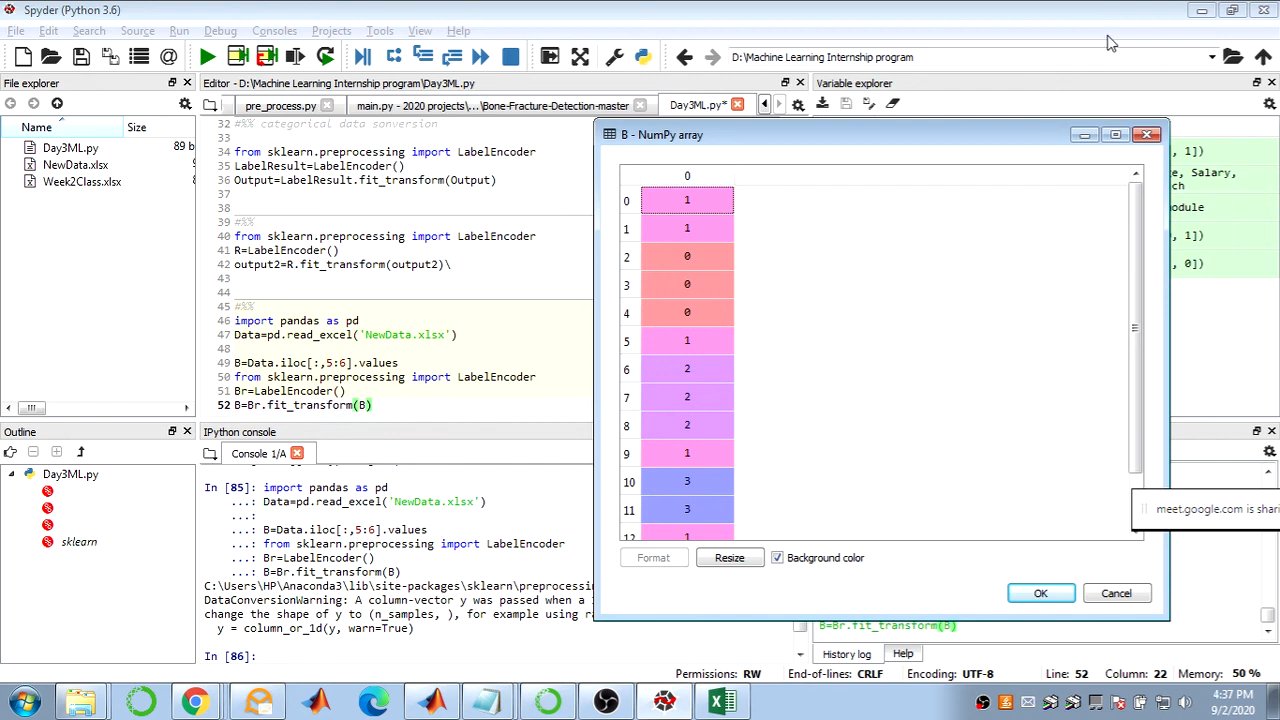 Spyder (Python 3.6)
File Edit Search Source Run Debug Consoles Projects Tools View Help
D:\Machine Learning Internship program
File explorer
Editor - D:\Machine Learning Internship program\Day3ML.py
Variable explorer
pre_process.py
main.py - 2020 projects\...\Bone-Fracture-Detection-master
Day3ML.py*
Name Size
Day3ML.py 89 b
NewData.xlsx
Week2Class.xlsx
32 #%% categorical data sonversion
33
34 from sklearn.preprocessing import LabelEncoder
35 LabelResult=LabelEncoder()
36 Output=LabelResult.fit_transform(Output)
37
38
39 #%%
40 from sklearn.preprocessing import LabelEncoder
41 R=LabelEncoder()
42 output2=R.fit_transform(output2)\
43
44
45 #%%
46 import pandas as pd
47 Data=pd.read_excel('NewData.xlsx')
48
49 B=Data.iloc[:,5:6].values
50 from sklearn.preprocessing import LabelEncoder
51 Br=LabelEncoder()
52 B=Br.fit_transform(B)
B - NumPy array
0
0 1
1 1
2 0
3 0
4 0
5 1
6 2
7 2
8 2
9 1
10 3
11 3
12 1
Format Resize Background color
OK Cancel
, 1])
e, Salary,
ch
odule
, 1])
, 0])
meet.google.com is shari
Outline
Day3ML.py
sklearn
IPython console
Console 1/A
In [85]: import pandas as pd
...: Data=pd.read_excel('NewData.xlsx')
...:
...: B=Data.iloc[:,5:6].values
...: from sklearn.preprocessing import LabelEncoder
...: Br=LabelEncoder()
...: B=Br.fit_transform(B)
C:\Users\HP\Anaconda3\lib\site-packages\sklearn\preprocessin
DataConversionWarning: A column-vector y was passed when a
change the shape of y to (n_samples, ), for example using r
y = column_or_1d(y, warn=True)
In [86]:
B=Br.fit_transform(B)
History log Help
Permissions: RW End-of-lines: CRLF Encoding: UTF-8 Line: 52 Column: 22 Memory: 50 %
4:37 PM
9/2/2020